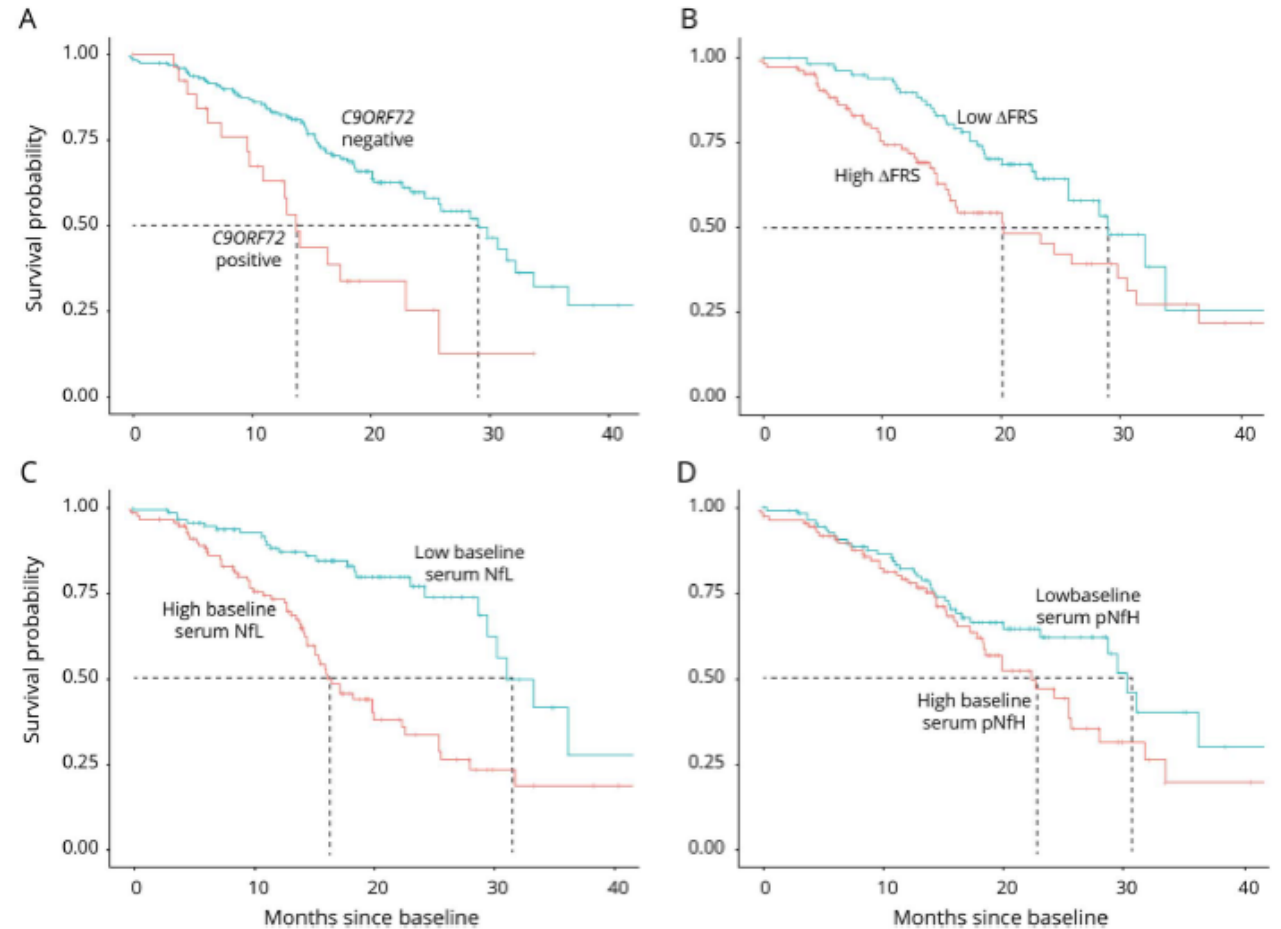 A
Survival probability
1.00
0.75
0.50
0.25
0.00
C9ORF72
negative
C9ORF72
positive
0 10 20 30 40
B
1.00
0.75
0.50
0.25
0.00
Low ΔFRS
High ΔFRS
0 10 20 30 40
C
Survival probability
1.00
0.75
0.50
0.25
0.00
Low baseline
serum NfL
High baseline
serum NfL
0 10 20 30 40
Months since baseline
D
1.00
0.75
0.50
0.25
0.00
Lowbaseline
serum pNfH
High baseline
serum pNfH
0 10 20 30 40
Months since baseline